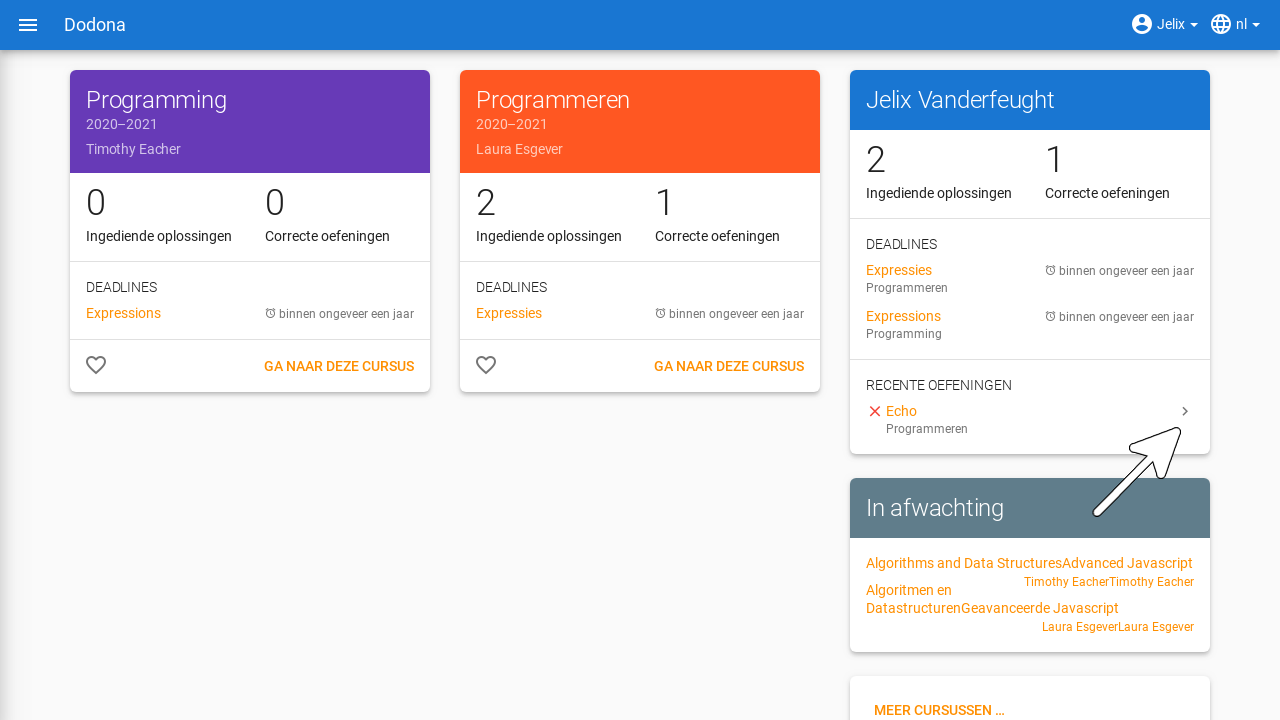 Dodona
Jelix
nl
Programming
2020–2021
Timothy Eacher
0
0
Ingediende oplossingen
Correcte oefeningen
DEADLINES
Expressions
binnen ongeveer een jaar
GA NAAR DEZE CURSUS
Programmeren
2020–2021
Laura Esgever
2
1
Ingediende oplossingen
Correcte oefeningen
DEADLINES
Expressies
binnen ongeveer een jaar
GA NAAR DEZE CURSUS
Jelix Vanderfeught
2
1
Ingediende oplossingen
Correcte oefeningen
DEADLINES
Expressies
binnen ongeveer een jaar
Programmeren
Expressions
binnen ongeveer een jaar
Programming
RECENTE OEFENINGEN
Echo
Programmeren
In afwachting
Algorithms and Data StructuresAdvanced Javascript
Timothy EacherTimothy Eacher
Algoritmen en
DatastructurenGeavanceerde Javascript
Laura EsgeverLaura Esgever
MEER CURSUSSEN ...